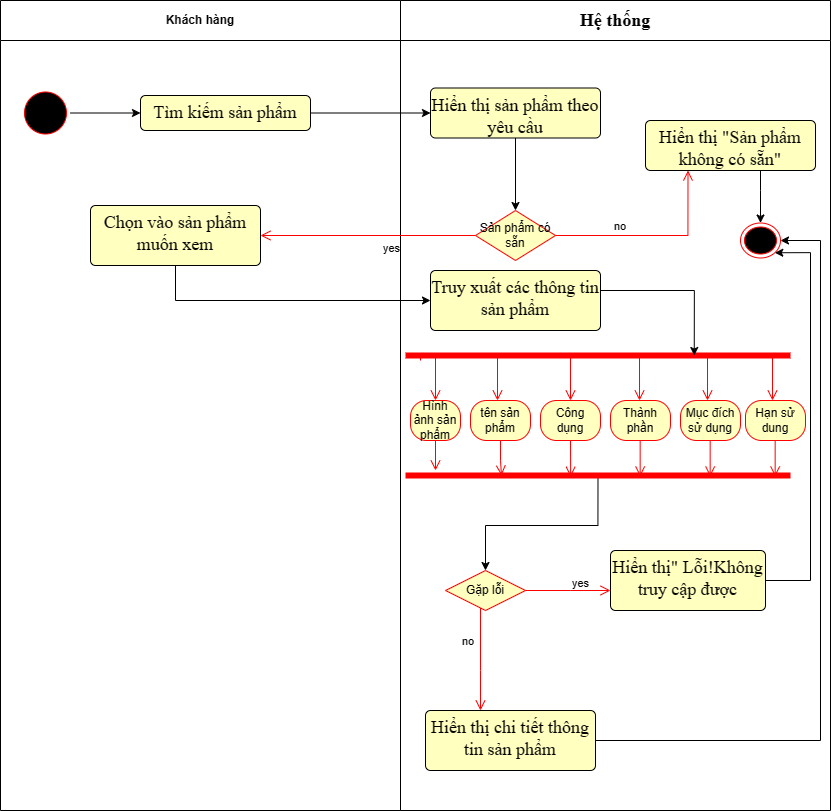 Khách hàng
Hệ thống
Tìm kiếm sản phẩm
Hiển thị sản phẩm theo
yêu cầu
Hiển thị "Sản phẩm
không có sẵn"
Chọn vào sản phẩm
muốn xem
yes
Sản phẩm có
sẵn
no
Truy xuất các thông tin
sản phẩm
Hình
ảnh sản
phẩm
tên sản
phẩm
Công
dụng
Thành
phần
Mục đích
sử dụng
Hạn sử
dung
Gặp lỗi
yes
Hiển thị" Lỗi!Không
truy cập được
no
Hiển thị chi tiết thông
tin sản phẩm